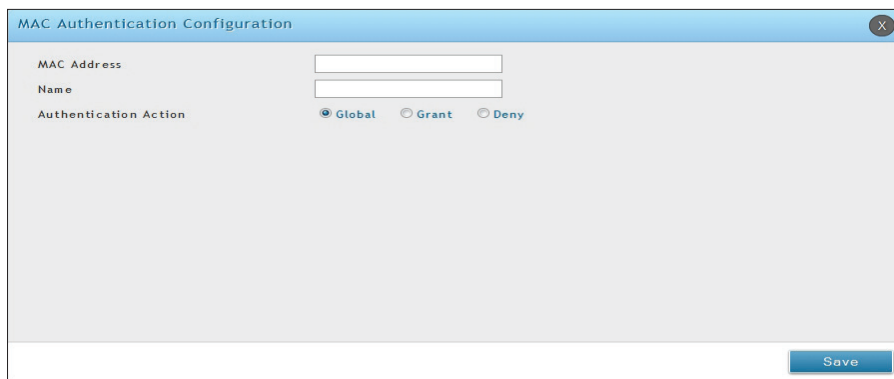 MAC Authentication Configuration
X
MAC Address
Name
Authentication Action Global Grant Deny
Save